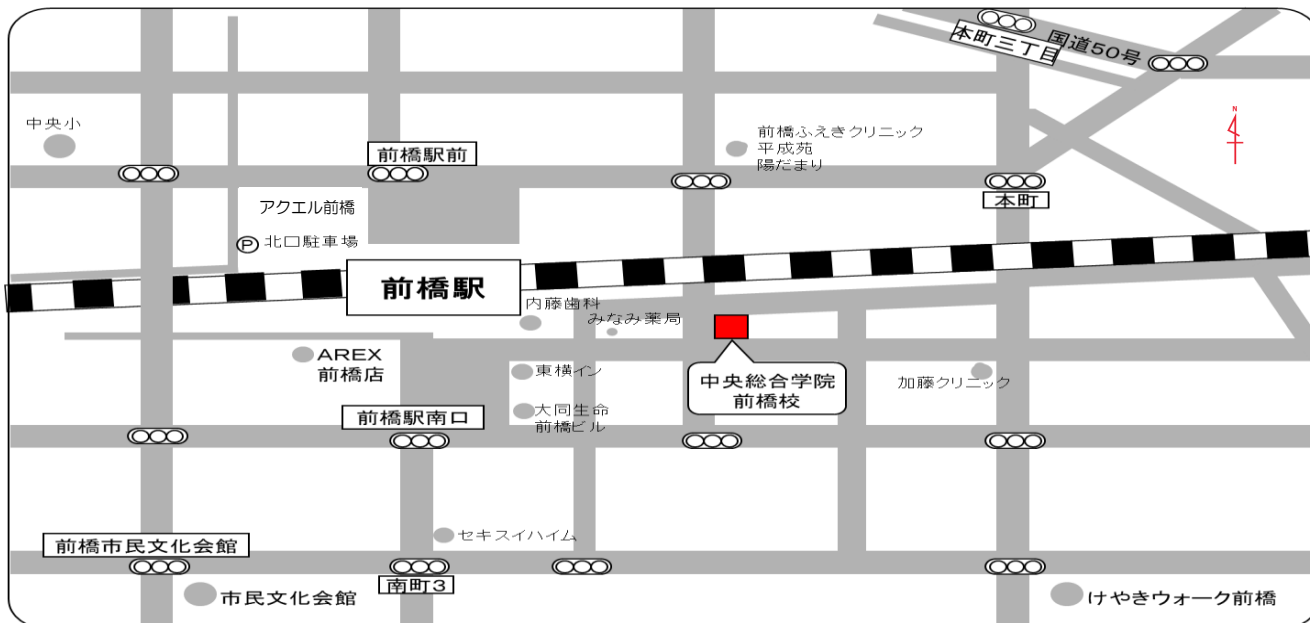 本町三丁目
国道50号
中央小
前橋ふえきクリニック
平成苑
陽だまり
前橋駅前
本町
アクエル前橋
P 北口駐車場
N
前橋駅
内藤歯科
みなみ薬局
AREX
前橋店
東横イン
中央総合学院
前橋校
加藤クリニック
大同生命
前橋ビル
前橋駅南口
セキスイハイム
前橋市民文化会館
南町3
市民文化会館
けやきウォーク前橋